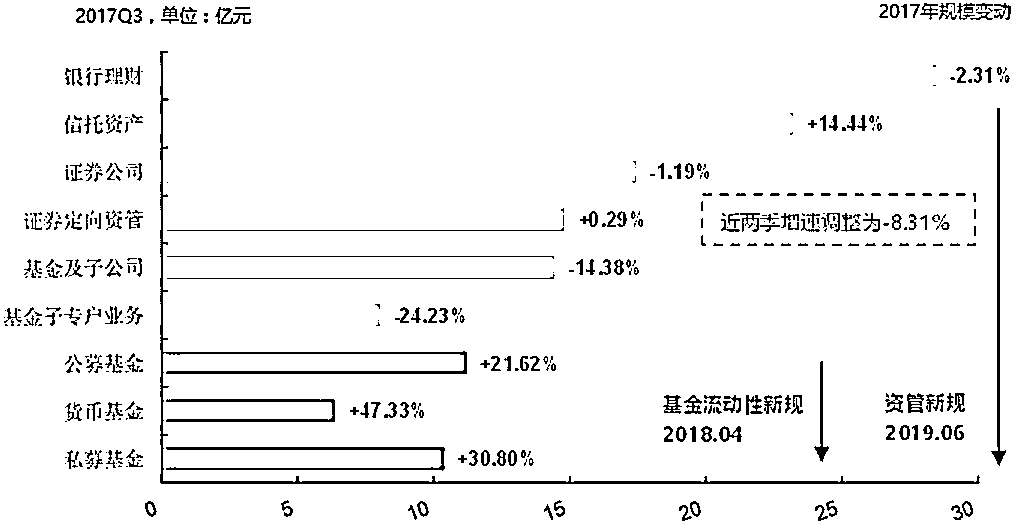 2017Q3，单位：亿元
2017年规模变动
银行理财 -2.31%
信托资产 +14.44%
证券公司 -1.19%
证券定向资管 +0.29%
近两季增速调整为-8.31%
基金及子公司 -14.38%
基金子专户业务 -24.23%
公募基金 +21.62%
货币基金 +47.33%
基金流动性新规
2018.04
资管新规
2019.06
私募基金 +30.80%
0 5 10 15 20 25 30